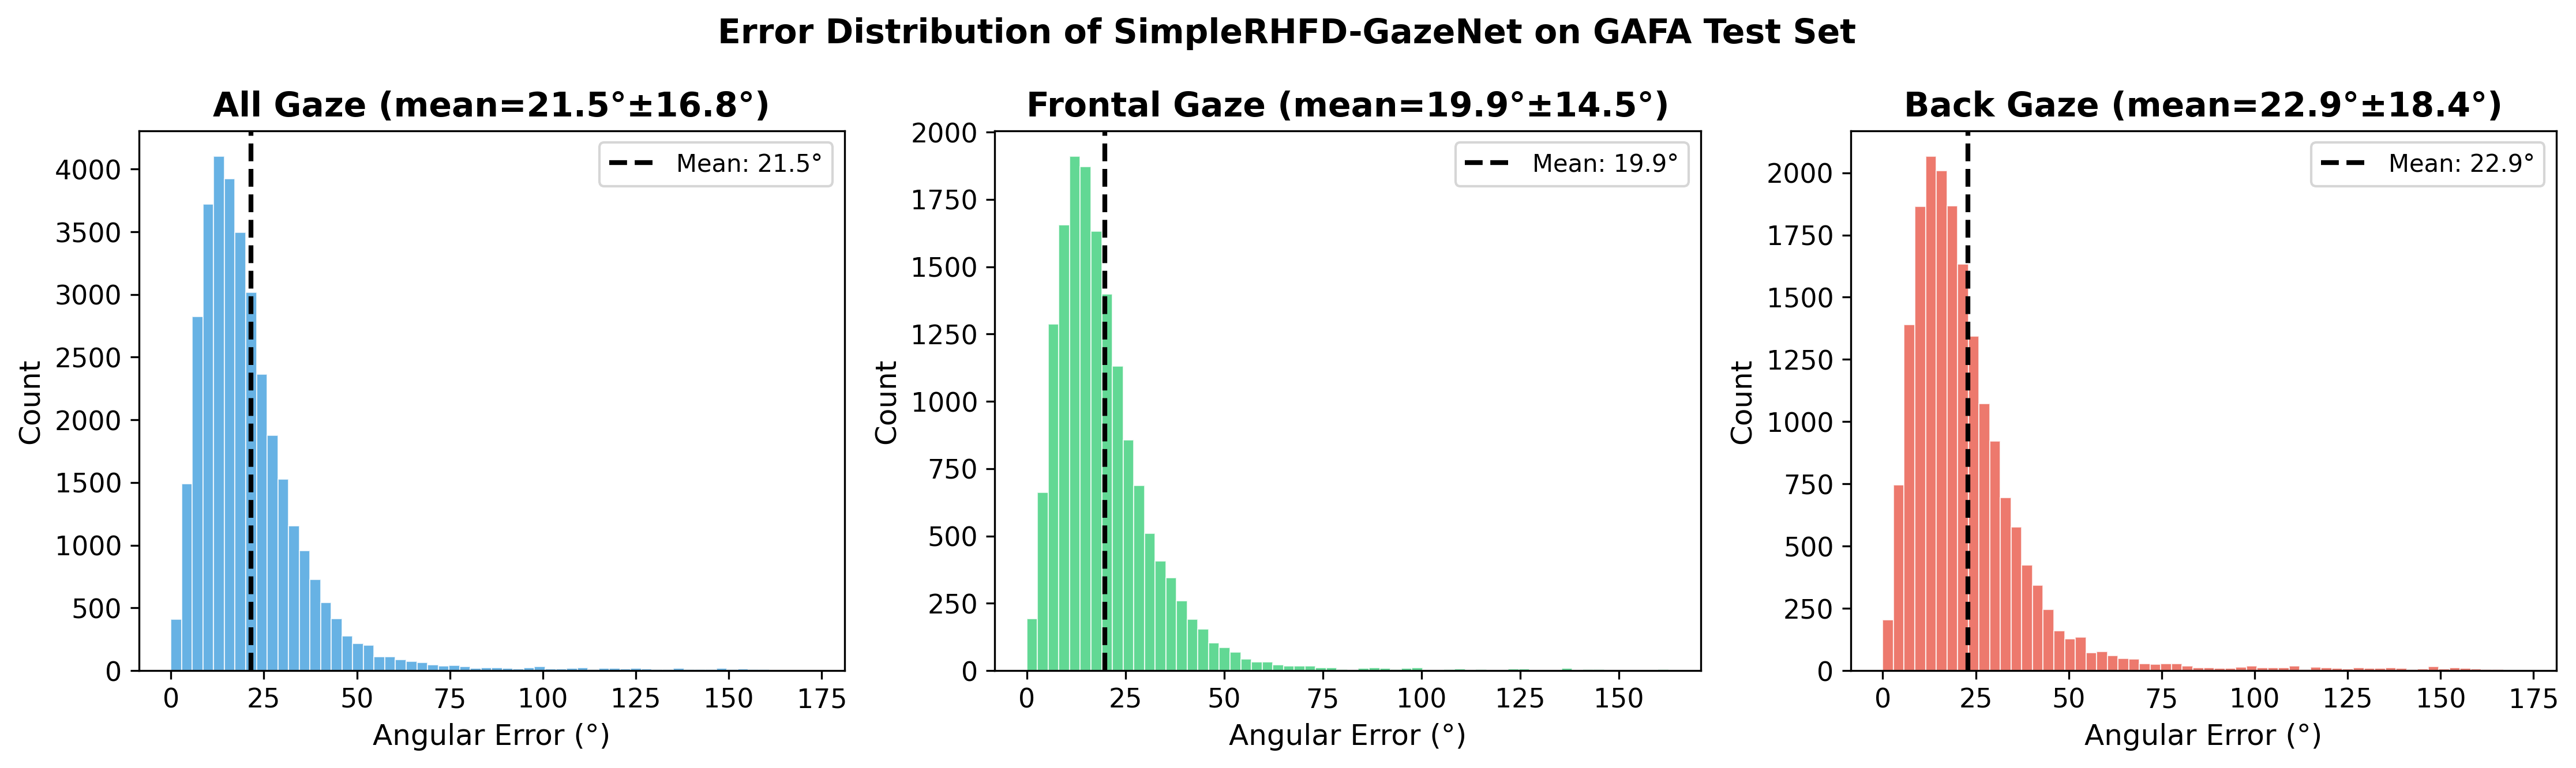 Error Distribution of SimpleRHFD-GazeNet on GAFA Test Set
All Gaze (mean=21.5°±16.8°)
Mean: 21.5°
4000
3500
3000
2500
2000
1500
1000
500
0
Count
0 25 50 75 100 125 150 175
Angular Error (°)
Frontal Gaze (mean=19.9°±14.5°)
Mean: 19.9°
2000
1750
1500
1250
1000
750
500
250
0
Count
0 25 50 75 100 125 150
Angular Error (°)
Back Gaze (mean=22.9°±18.4°)
Mean: 22.9°
2000
1750
1500
1250
1000
750
500
250
0
Count
0 25 50 75 100 125 150 175
Angular Error (°)